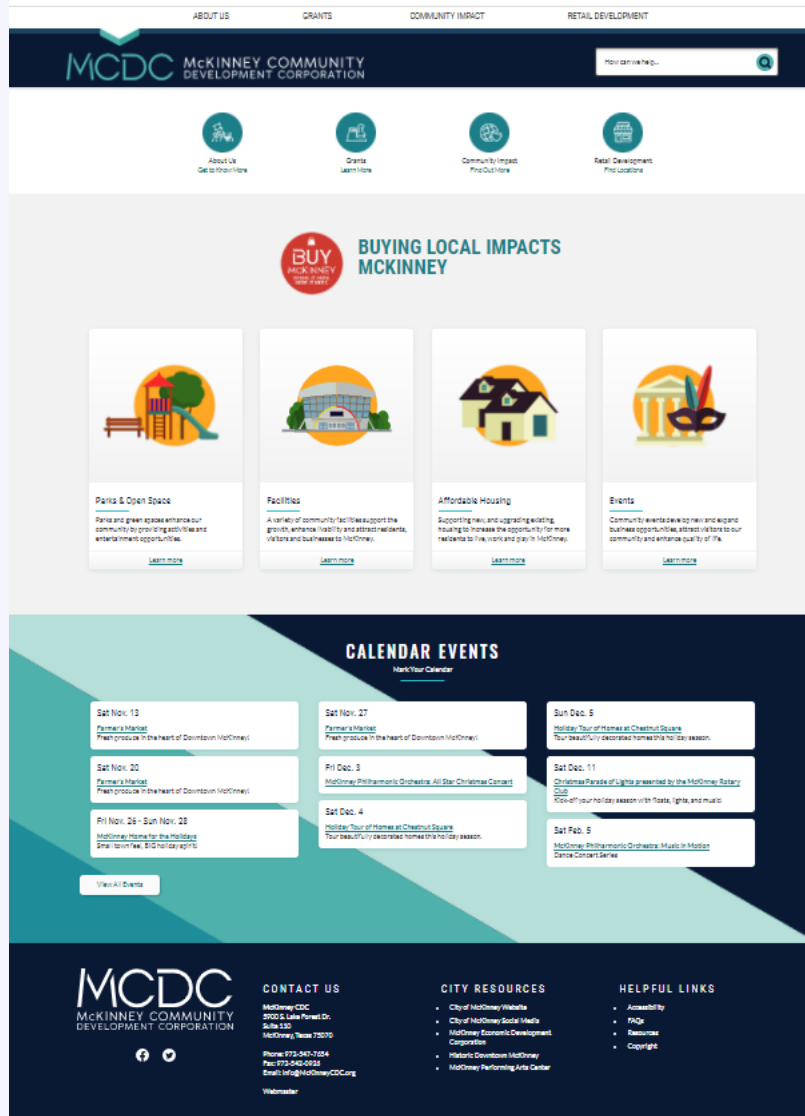 ABOUT US
GRANTS
COMMUNITY IMPACT
RETAIL DEVELOPMENT
MCDC
McKINNEY COMMUNITY
DEVELOPMENT CORPORATION
How can we help...
About Us
Get to Know More
Grants
Learn More
Community Impact
Find Out More
Retail Development
Find Locations
BUY
MCKINNEY
BUYING LOCAL IMPACTS
MCKINNEY
Parks & Open Space
Parks and green spaces enhance our
community by providing activities and
entertainment opportunities.
Learn more
Facilities
A variety of community facilities support the
growth, enhance livability and attract residents,
visitors and businesses to McKinney.
Learn more
Affordable Housing
Supporting new, and upgrading existing,
housing to increase the opportunity for more
residents to live, work and play in McKinney.
Learn more
Events
Community events develop new and expand
business opportunities, attract visitors to our
community and enhance quality of life.
Learn more
CALENDAR EVENTS
Mark Your Calendar
Sat Nov. 13
Farmer's Market
Fresh produce in the heart of Downtown McKinney!
Sat Nov. 20
Farmer's Market
Fresh produce in the heart of Downtown McKinney!
Fri Nov. 26 - Sun Nov. 28
McKinney Home for the Holidays
Small town feel, BIG holiday spirit!
Sat Nov. 27
Farmer's Market
Fresh produce in the heart of Downtown McKinney!
Fri Dec. 3
McKinney Philharmonic Orchestra: All Star Christmas Concert
Sat Dec. 4
Holiday Tour of Homes at Chestnut Square
Tour beautifully decorated homes this holiday season.
Sun Dec. 5
Holiday Tour of Homes at Chestnut Square
Tour beautifully decorated homes this holiday season.
Sat Dec. 11
Christmas Parade of Lights presented by the McKinney Rotary
Club
Kick-off your holiday season with floats, lights, and music!
Sat Feb. 5
McKinney Philharmonic Orchestra: Music in Motion
Dance Concert Series
View All Events
MCDC
McKINNEY COMMUNITY
DEVELOPMENT CORPORATION
CONTACT US
McKinney CDC
5900 S. Lake Forest Dr.
Suite 110
McKinney, Texas 75070
Phone: 972-547-7654
Fax: 972-542-0926
Email: info@McKinneyCDC.org
Webmaster
CITY RESOURCES
City of McKinney Website
City of McKinney Social Media
McKinney Economic Development
Corporation
Historic Downtown McKinney
McKinney Performing Arts Center
HELPFUL LINKS
Accessibility
FAQs
Resources
Copyright